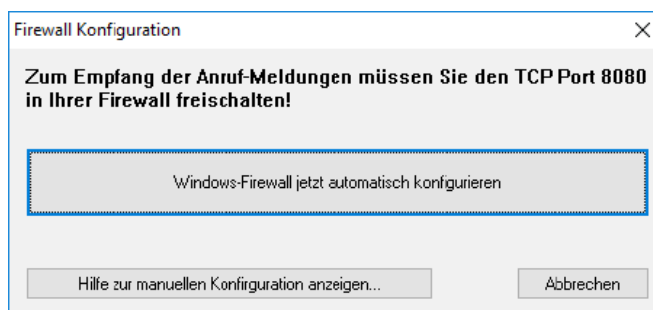 Firewall Konfiguration
Zum Empfang der Anruf-Meldungen müssen Sie den TCP Port 8080
in Ihrer Firewall freischalten!
Windows-Firewall jetzt automatisch konfigurieren
Hilfe zur manuellen Konfirguration anzeigen...
Abbrechen